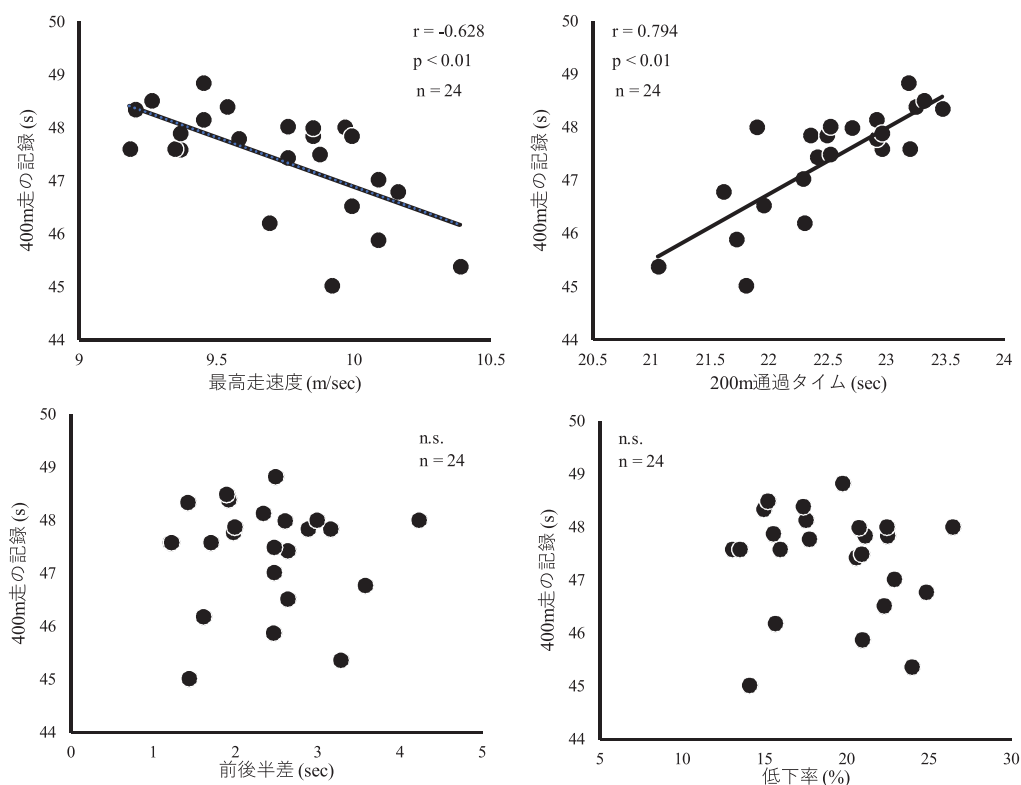 50
49
48
47
46
45
44
400m走の記録 (s)
r = -0.628
p < 0.01
n = 24
9
9.5
10
10.5
最高走速度 (m/sec)
50
49
48
47
46
45
44
400m走の記録 (s)
r = 0.794
p < 0.01
n = 24
20.5
21
21.5
22
22.5
23
23.5
24
200m通過タイム (sec)
50
49
48
47
46
45
44
400m走の記録 (s)
n.s.
n = 24
0
1
2
3
4
5
前後半差 (sec)
50
49
48
47
46
45
44
400m走の記録 (s)
n.s.
n = 24
5
10
15
20
25
30
低下率 (%)